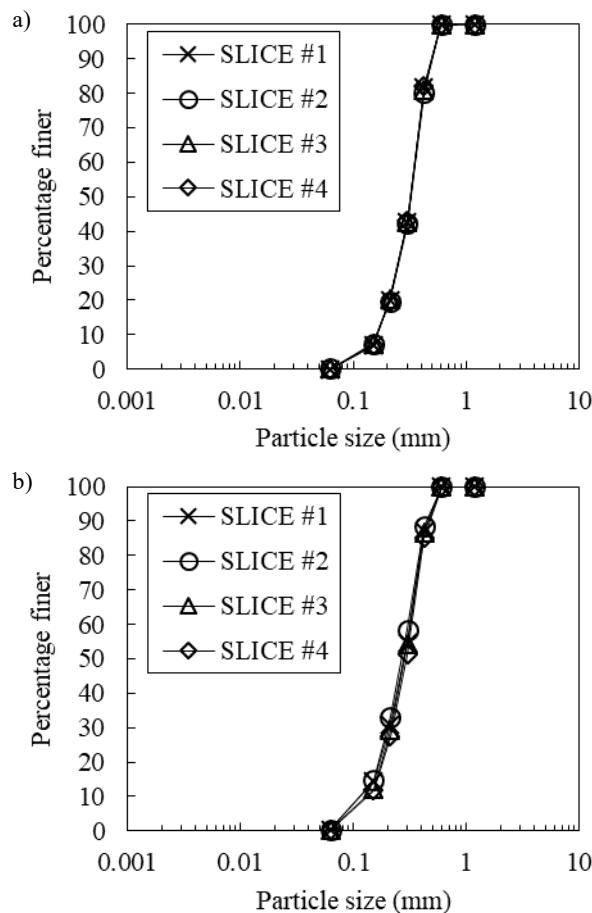 a)
100
90
80
70
60
50
40
30
20
10
0
Percentage finer
SLICE #1
SLICE #2
SLICE #3
SLICE #4
0.001 0.01 0.1 1 10
Particle size (mm)
b)
100
90
80
70
60
50
40
30
20
10
0
Percentage finer
SLICE #1
SLICE #2
SLICE #3
SLICE #4
0.001 0.01 0.1 1 10
Particle size (mm)